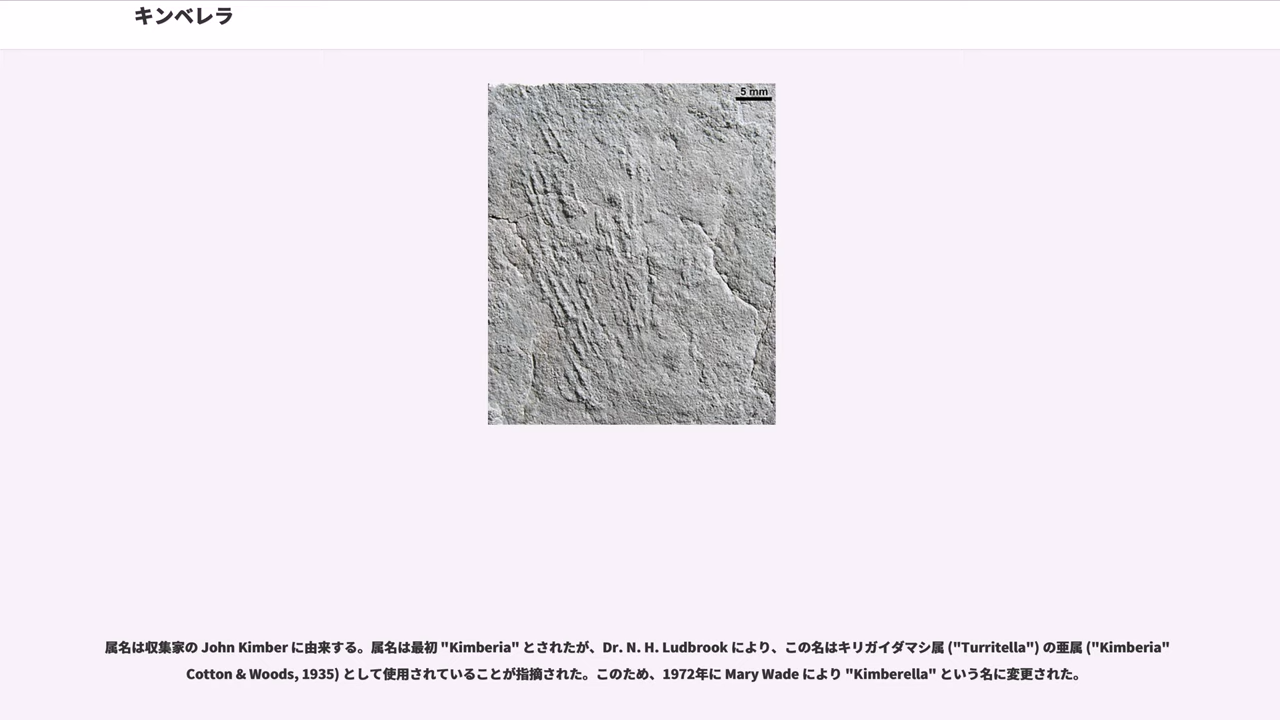 キンベレラ
5 mm
属名は収集家の John Kimber に由来する。属名は最初 "Kimberia" とされたが、Dr. N. H. Ludbrook により、この名はキリガイダマシ属 ("Turritella") の亜属 ("Kimberia"
Cotton & Woods, 1935) として使用されていることが指摘された。このため、1972年に Mary Wade により "Kimberella" という名に変更された。